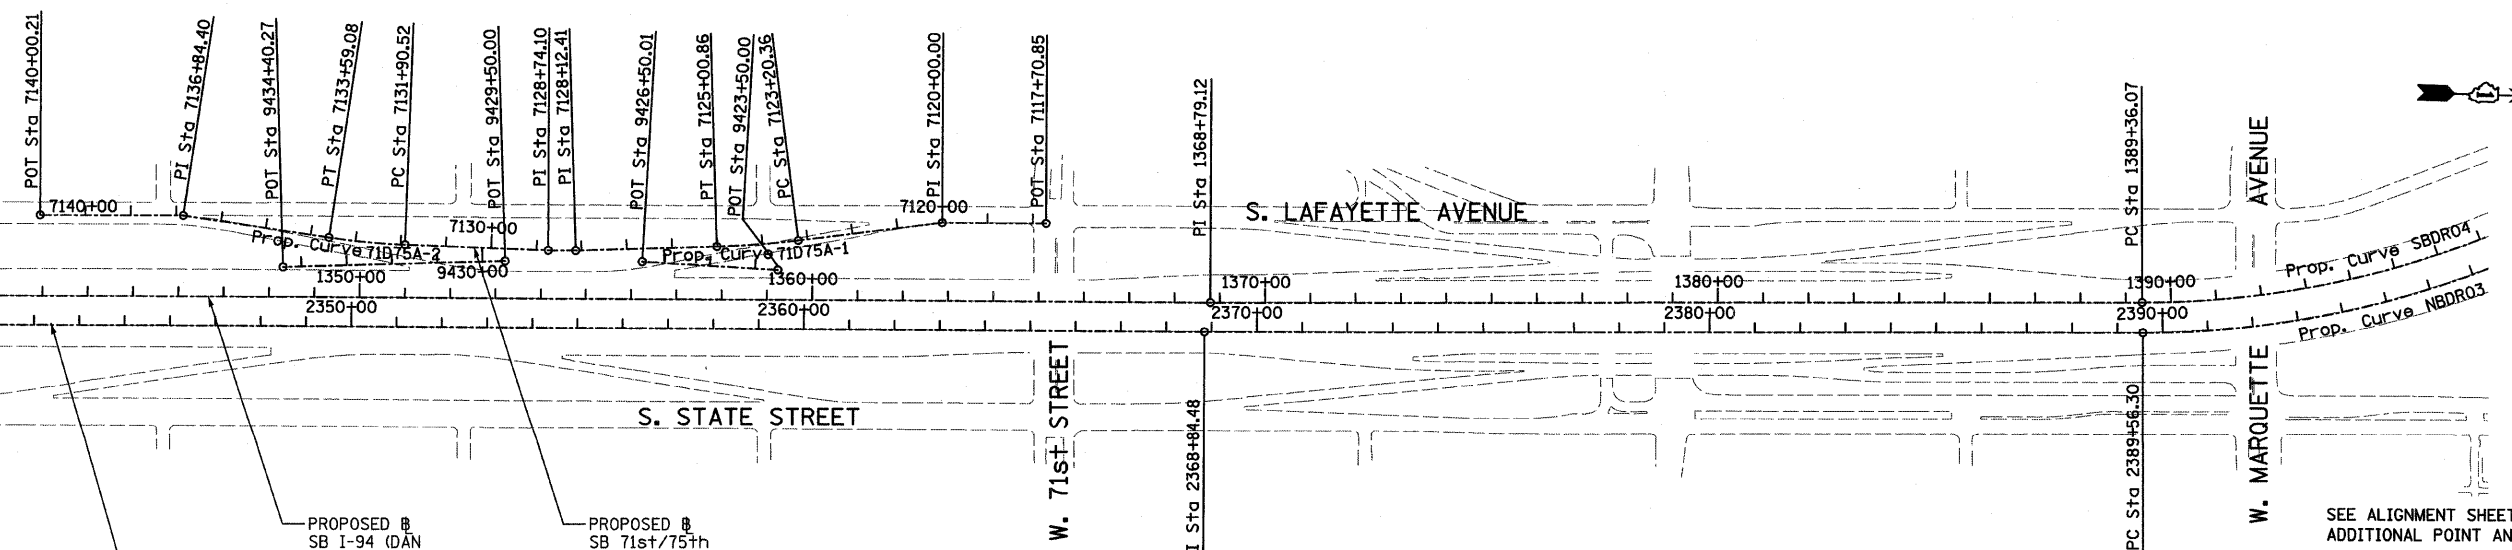 POT Sta 7140+00.21
PI Sta 7136+84.40
POT Sta 9434+40.27
PT Sta 7133+59.08
PC Sta 7131+90.52
POT Sta 9429+50.00
PI Sta 7128+74.10
PI Sta 7128+12.41
POT Sta 9426+50.01
PT Sta 7125+00.86
POT Sta 9423+50.00
PC Sta 7123+20.36
PI Sta 7120+00.00
POT Sta 7117+70.85
PI Sta 1368+79.12
PC Sta 1389+36.07
7140+00
7130+00
7120+00
S. LAFAYETTE AVENUE
Prop. Curve 71D75A-2
Prop. Curve 71D75A-1
1350+00
9430+00
1360+00
1370+00
1380+00
1390+00
Prop. Curve SBDR04
2350+00
2360+00
2370+00
2380+00
2390+00
Prop. Curve NBDR03
S. STATE STREET
W. 71st STREET
I Sta 2368+84.48
PC Sta 2389+56.30
W. MARQUETTE AVENUE
PROPOSED B
SB I-94 (DAN
PROPOSED B
SB 71st/75th
SEE ALIGNMENT SHEET
ADDITIONAL POINT AN